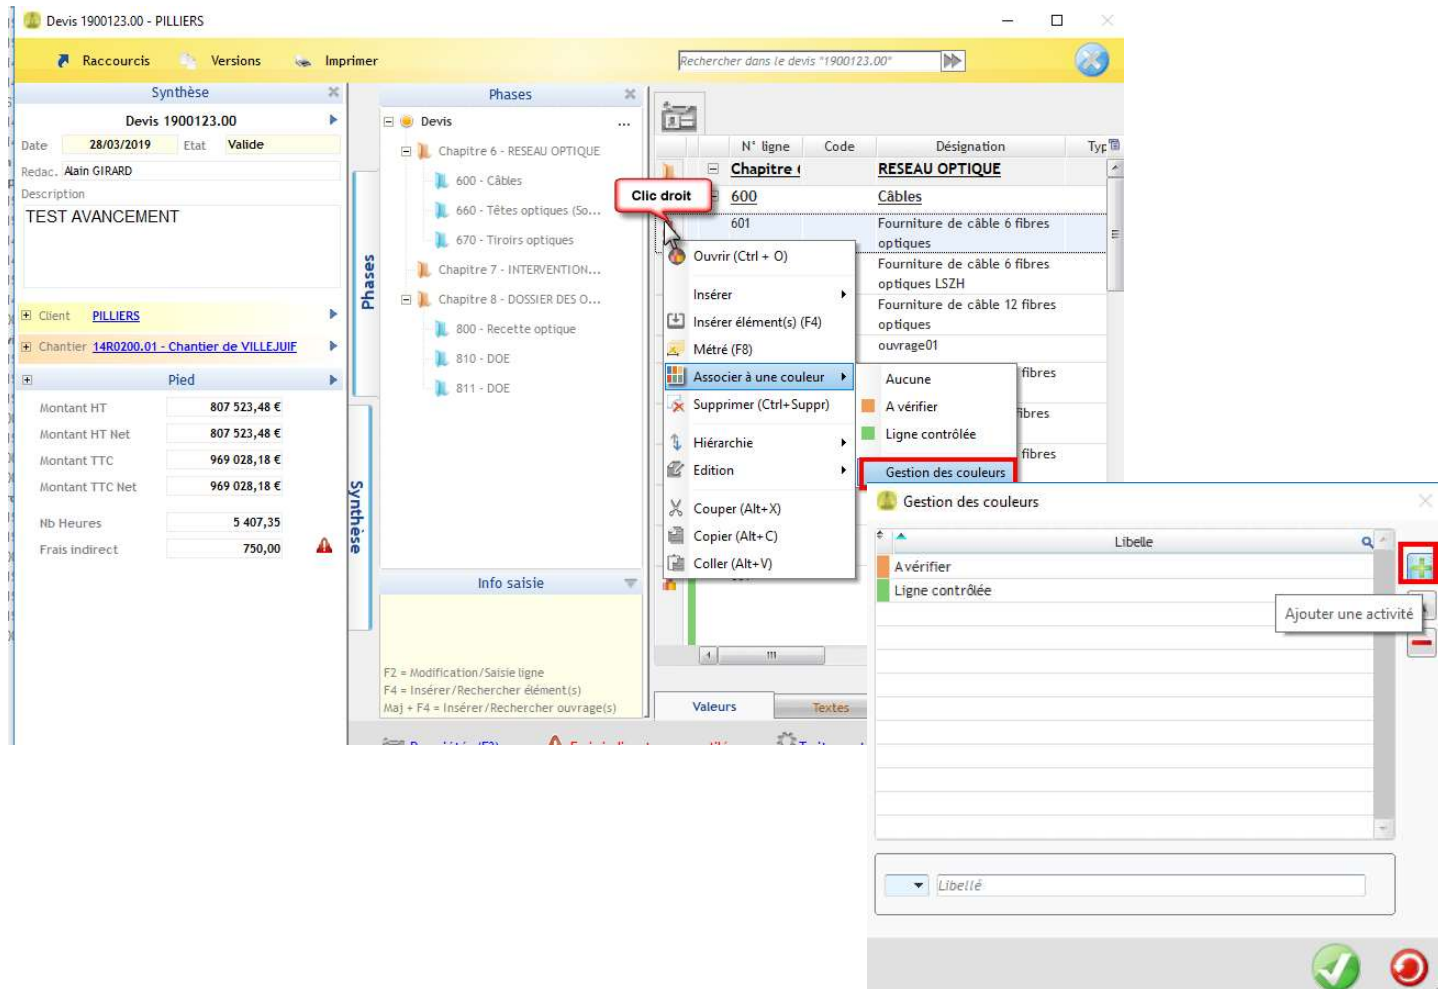 Devis 1900123.00 - PILLIERS
Raccourcis Versions Imprimer
Rechercher dans le devis "1900123.00"
Synthèse
Devis 1900123.00
Date 28/03/2019 Etat Valide
Redac. Alain GIRARD
Description
TEST AVANCEMENT
Client PILLIERS
Chantier 14R0200.01 - Chantier de VILLEJUIF
Pied
Montant HT 807 523,48 €
Montant HT Net 807 523,48 €
Montant TTC 969 028,18 €
Montant TTC Net 969 028,18 €
Nb Heures 5 407,35
Frais indirect 750,00
Phases
Synthèse
Phases
Devis ...
Chapitre 6 - RESEAU OPTIQUE
600 - Câbles
660 - Têtes optiques (So...
670 - Tiroirs optiques
Chapitre 7 - INTERVENTION...
Chapitre 8 - DOSSIER DES O...
800 - Recette optique
810 - DOE
811 - DOE
Info saisie
F2 = Modification/Saisie ligne
F4 = Insérer/Rechercher élément(s)
Maj + F4 = Insérer/Rechercher ouvrage(s)
N° ligne Code Désignation Typ
Chapitre RESEAU OPTIQUE
600 Câbles
601 Fourniture de câble 6 fibres
optiques
Fourniture de câble 6 fibres
optiques LSZH
Fourniture de câble 12 fibres
optiques
ouvrage01
fibres
fibres
fibres
Clic droit
Ouvrir (Ctrl + O)
Insérer
Insérer élément(s) (F4)
Métré (F8)
Associer à une couleur
Supprimer (Ctrl+Suppr)
Hiérarchie
Edition
Couper (Alt+X)
Copier (Alt+C)
Coller (Alt+V)
Aucune
A vérifier
Ligne contrôlée
Gestion des couleurs
Valeurs Textes
Gestion des couleurs
Libelle
A vérifier
Ligne contrôlée
Ajouter une activité
Libellé